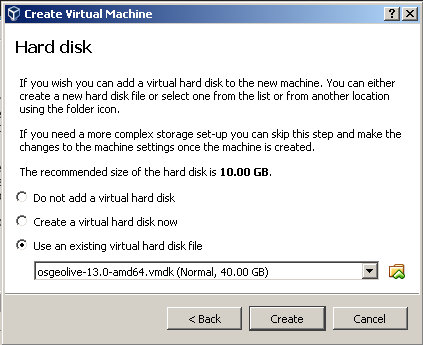 Create Virtual Machine
Hard disk
If you wish you can add a virtual hard disk to the new machine. You can either
create a new hard disk file or select one from the list or from another location
using the folder icon.
If you need a more complex storage set-up you can skip this step and make the
changes to the machine settings once the machine is created.
The recommended size of the hard disk is 10.00 GB.
Do not add a virtual hard disk
Create a virtual hard disk now
Use an existing virtual hard disk file
osgeolive-13.0-amd64.vmdk (Normal, 40.00 GB)
< Back
Create
Cancel